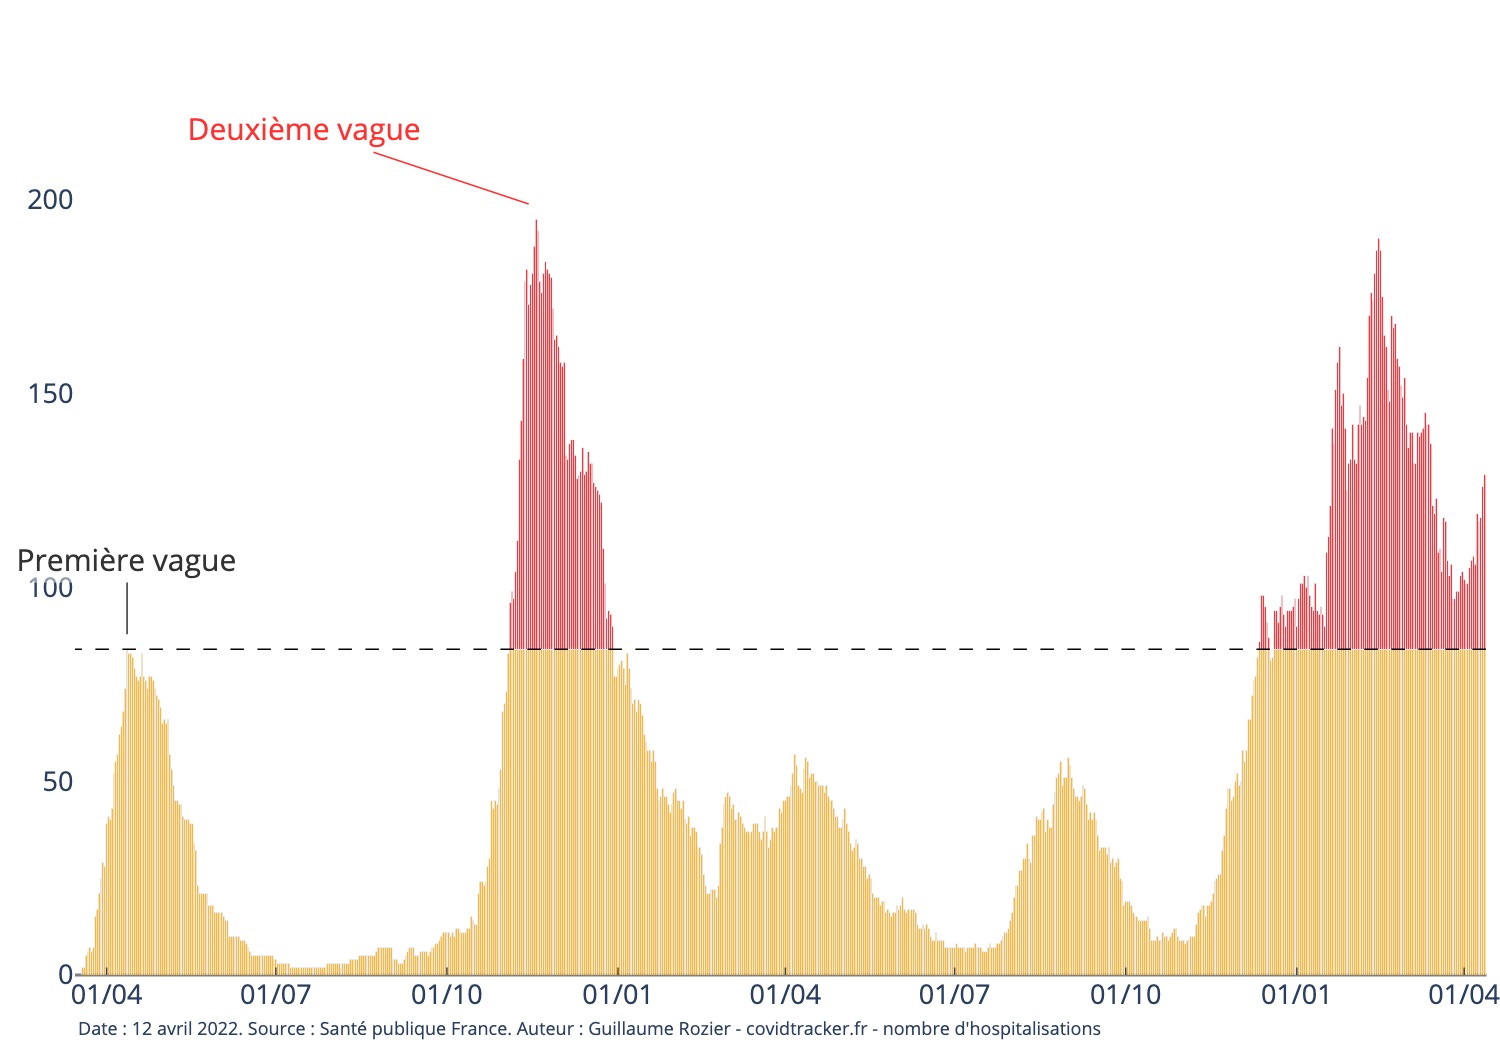 Deuxième vague
200
150
Première vague
100
50
0
01/04 01/07 01/10 01/01 01/04 01/07 01/10 01/01 01/04
Date : 12 avril 2022. Source : Santé publique France. Auteur : Guillaume Rozier - covidtracker.fr - nombre d'hospitalisations